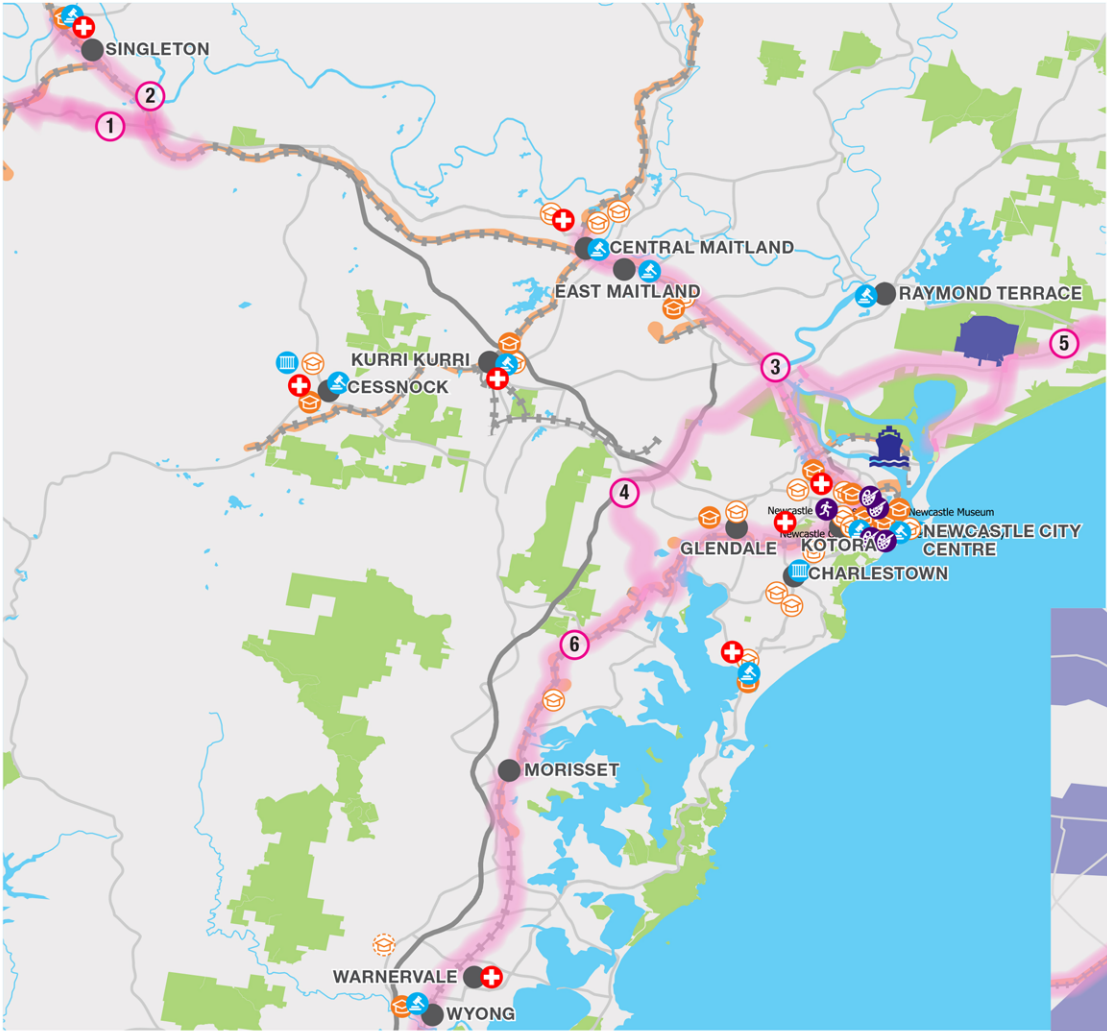 SINGLETON
2
1
CENTRAL MAITLAND
EAST MAITLAND
RAYMOND TERRACE
5
KURRI KURRI
3
CESSNOCK
4
Newcastle
Newcastle Museum
NEWCASTLE CITY
CENTRE
GLENDALE
KOTARA
CHARLESTOWN
6
MORISSET
WARNERVALE
WYONG